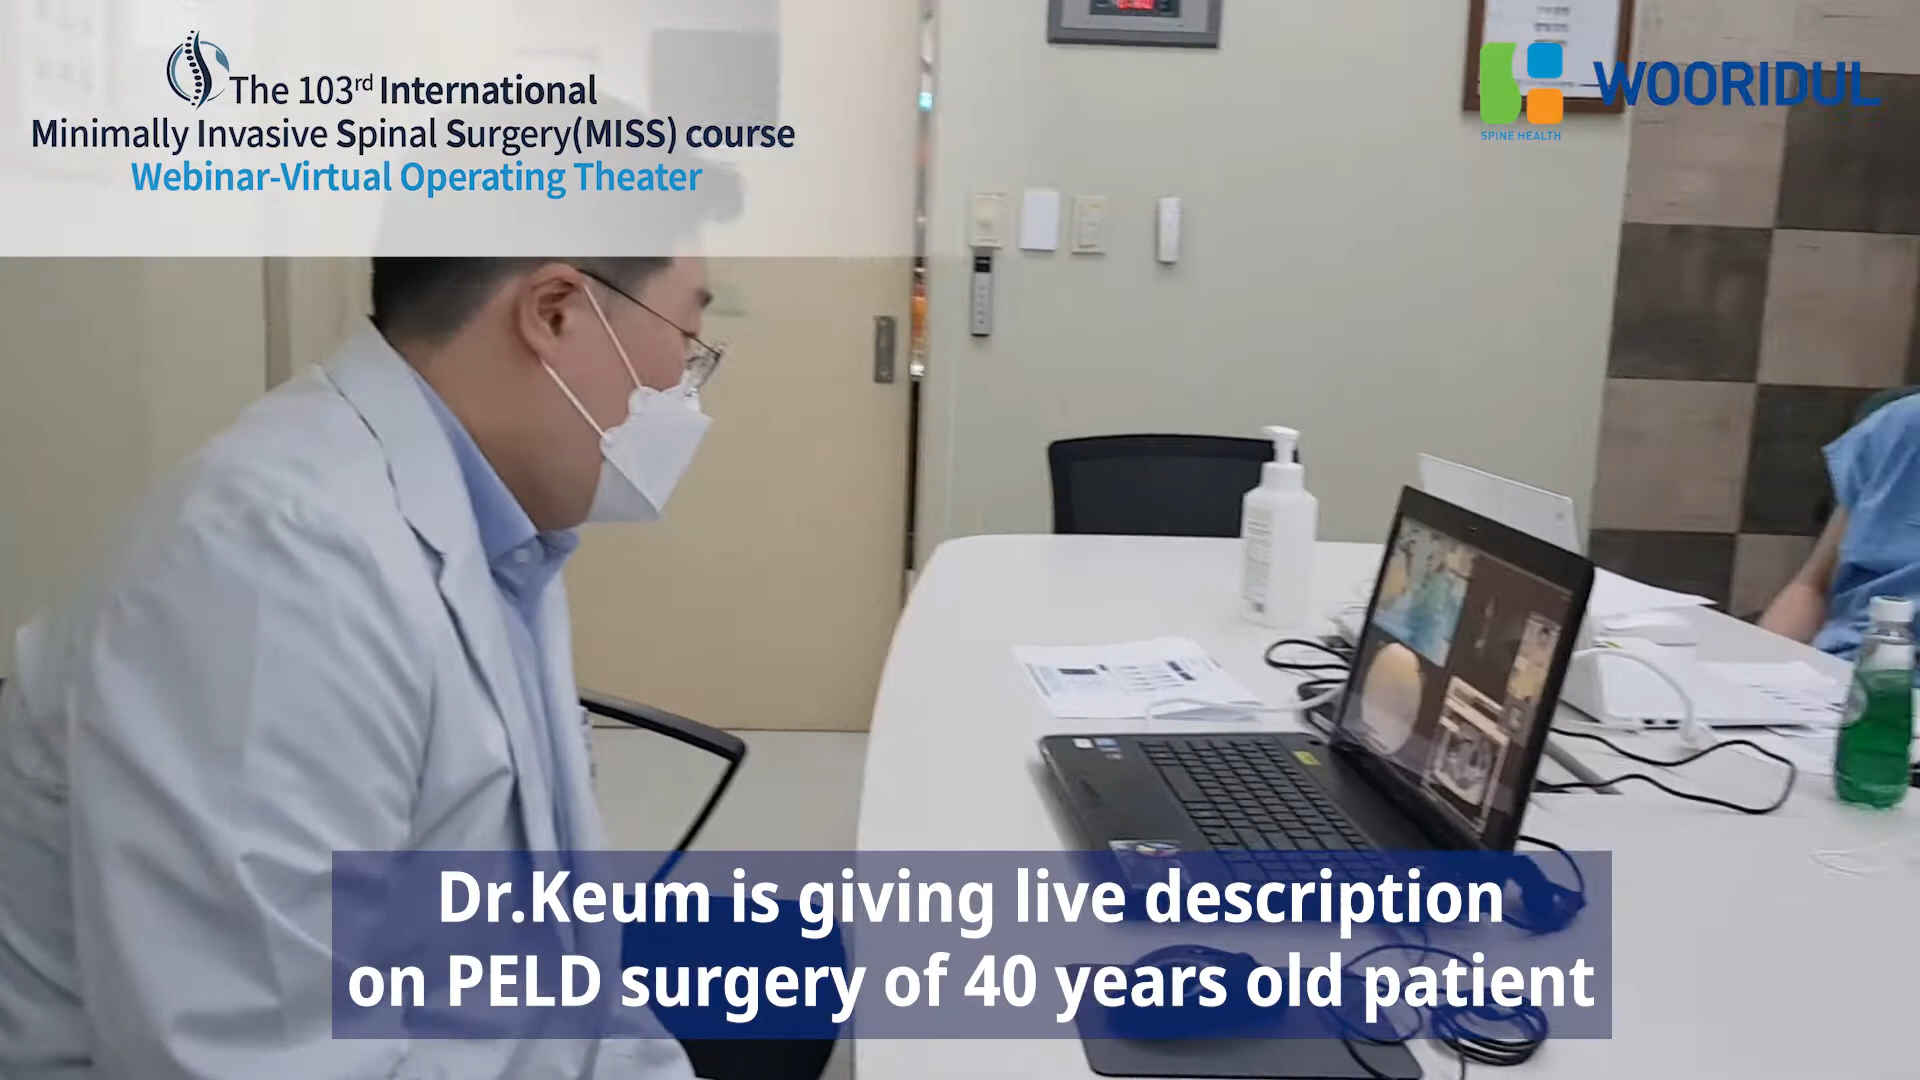 The 103rd International
Minimally Invasive Spinal Surgery(MISS) course
Webinar-Virtual Operating Theater
WOORIDUL
SPINE HEALTH
Dr.Keum is giving live description
on PELD surgery of 40 years old patient